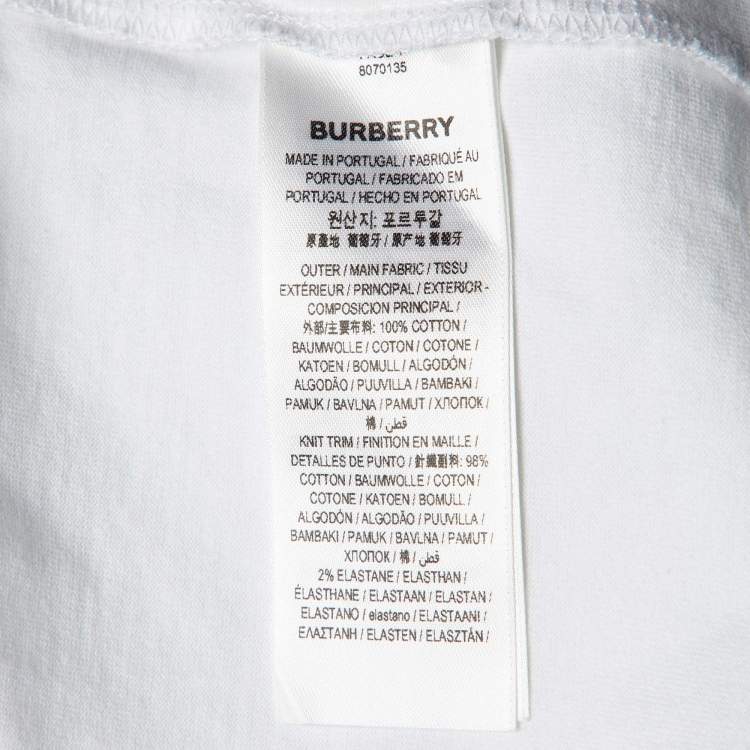 8070135
BURBERRY
MADE IN PORTUGAL / FABRIQUÉ AU
PORTUGAL / FABRICADO EM
PORTUGAL / HECHO EN PORTUGAL
원산지: 포르투갈
原產地 葡萄牙 / 原产地 葡萄牙
OUTER / MAIN FABRIC / TISSU
EXTÉRIEUR / PRINCIPAL / EXTERIOR -
COMPOSICION PRINCIPAL /
外部/主要布料: 100% COTTON /
BAUMWOLLE / COTON / COTONE /
KATOEN / BOMULL / ALGODÓN /
ALGODÃO / PUUVILLA / BAMBAKI /
PAMUK / BAVLNA / PAMUT / ХЛОПОК /
棉 / قطن /
KNIT TRIM / FINITION EN MAILLE /
DETALLES DE PUNTO / 針織副料: 98%
COTTON / BAUMWOLLE / COTON /
COTONE / KATOEN / BOMULL /
ALGODÓN / ALGODÃO / PUUVILLA /
BAMBAKI / PAMUK / BAVLNA / PAMUT /
ХЛОПОК / 棉 / قطن /
2% ELASTANE / ELASTHAN /
ÉLASTHANE / ELASTAAN / ELASTAN /
ELASTANO / elastano / ELASTAANI /
ΕΛΑΣΤΑΝΗ / ELASTEN / ELASZTÁN /